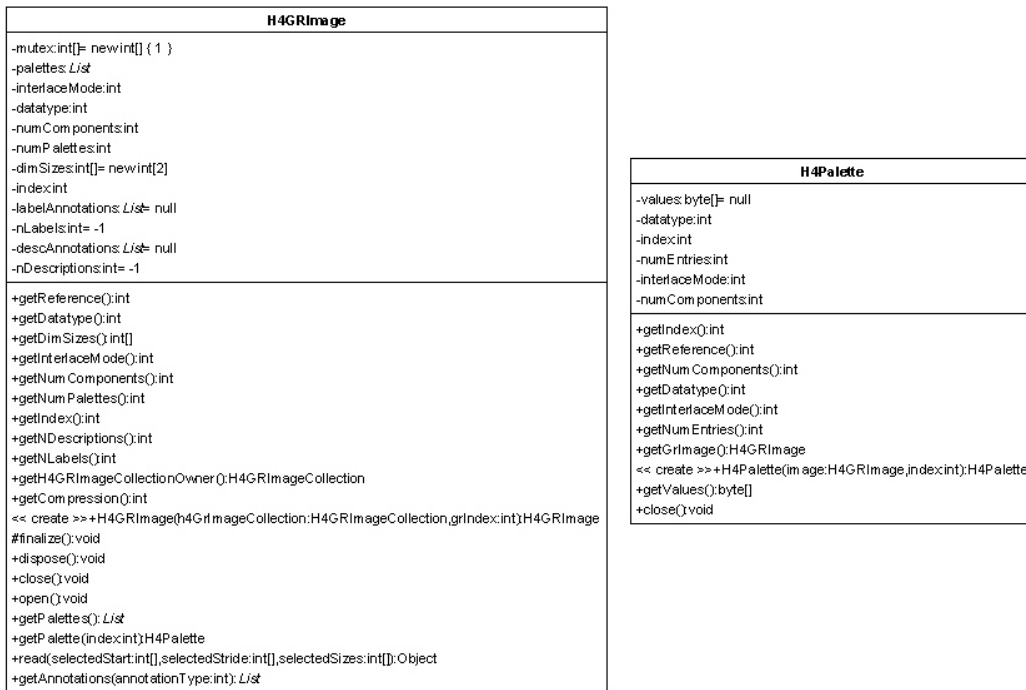 H4GRImage
-mutex:int[]= new int[] { 1 }
-palettes:List
-interlaceMode:int
-datatype:int
-numComponents:int
-numPalettes:int
-dimSizes:int[]= new int[2]
-index:int
-labelAnnotations:List= null
-nLabels:int= -1
-descAnnotations:List= null
-nDescriptions:int= -1
+getReference():int
+getDatatype():int
+getDimSizes():int[]
+getInterlaceMode():int
+getNumComponents():int
+getNumPalettes():int
+getIndex():int
+getNDescriptions():int
+getNLabels():int
+getH4GRImageCollectionOwner():H4GRImageCollection
+getCompression():int
<< create >>+H4GRImage(h4GrImageCollection:H4GRImageCollection,grIndex:int):H4GRImage
#finalize():void
+dispose():void
+close():void
+open():void
+getPalettes():List
+getPalette(index:int):H4Palette
+read(selectedStart:int[],selectedStride:int[],selectedSizes:int[]):Object
+getAnnotations(annotationType:int):List
H4Palette
-values:byte[]= null
-datatype:int
-index:int
-numEntries:int
-interlaceMode:int
-numComponents:int
+getIndex():int
+getReference():int
+getNumComponents():int
+getDatatype():int
+getInterlaceMode():int
+getNumEntries():int
+getGrImage():H4GRImage
<< create >>+H4Palette(image:H4GRImage,index:int):H4Palette
+getValues():byte[]
+close():void